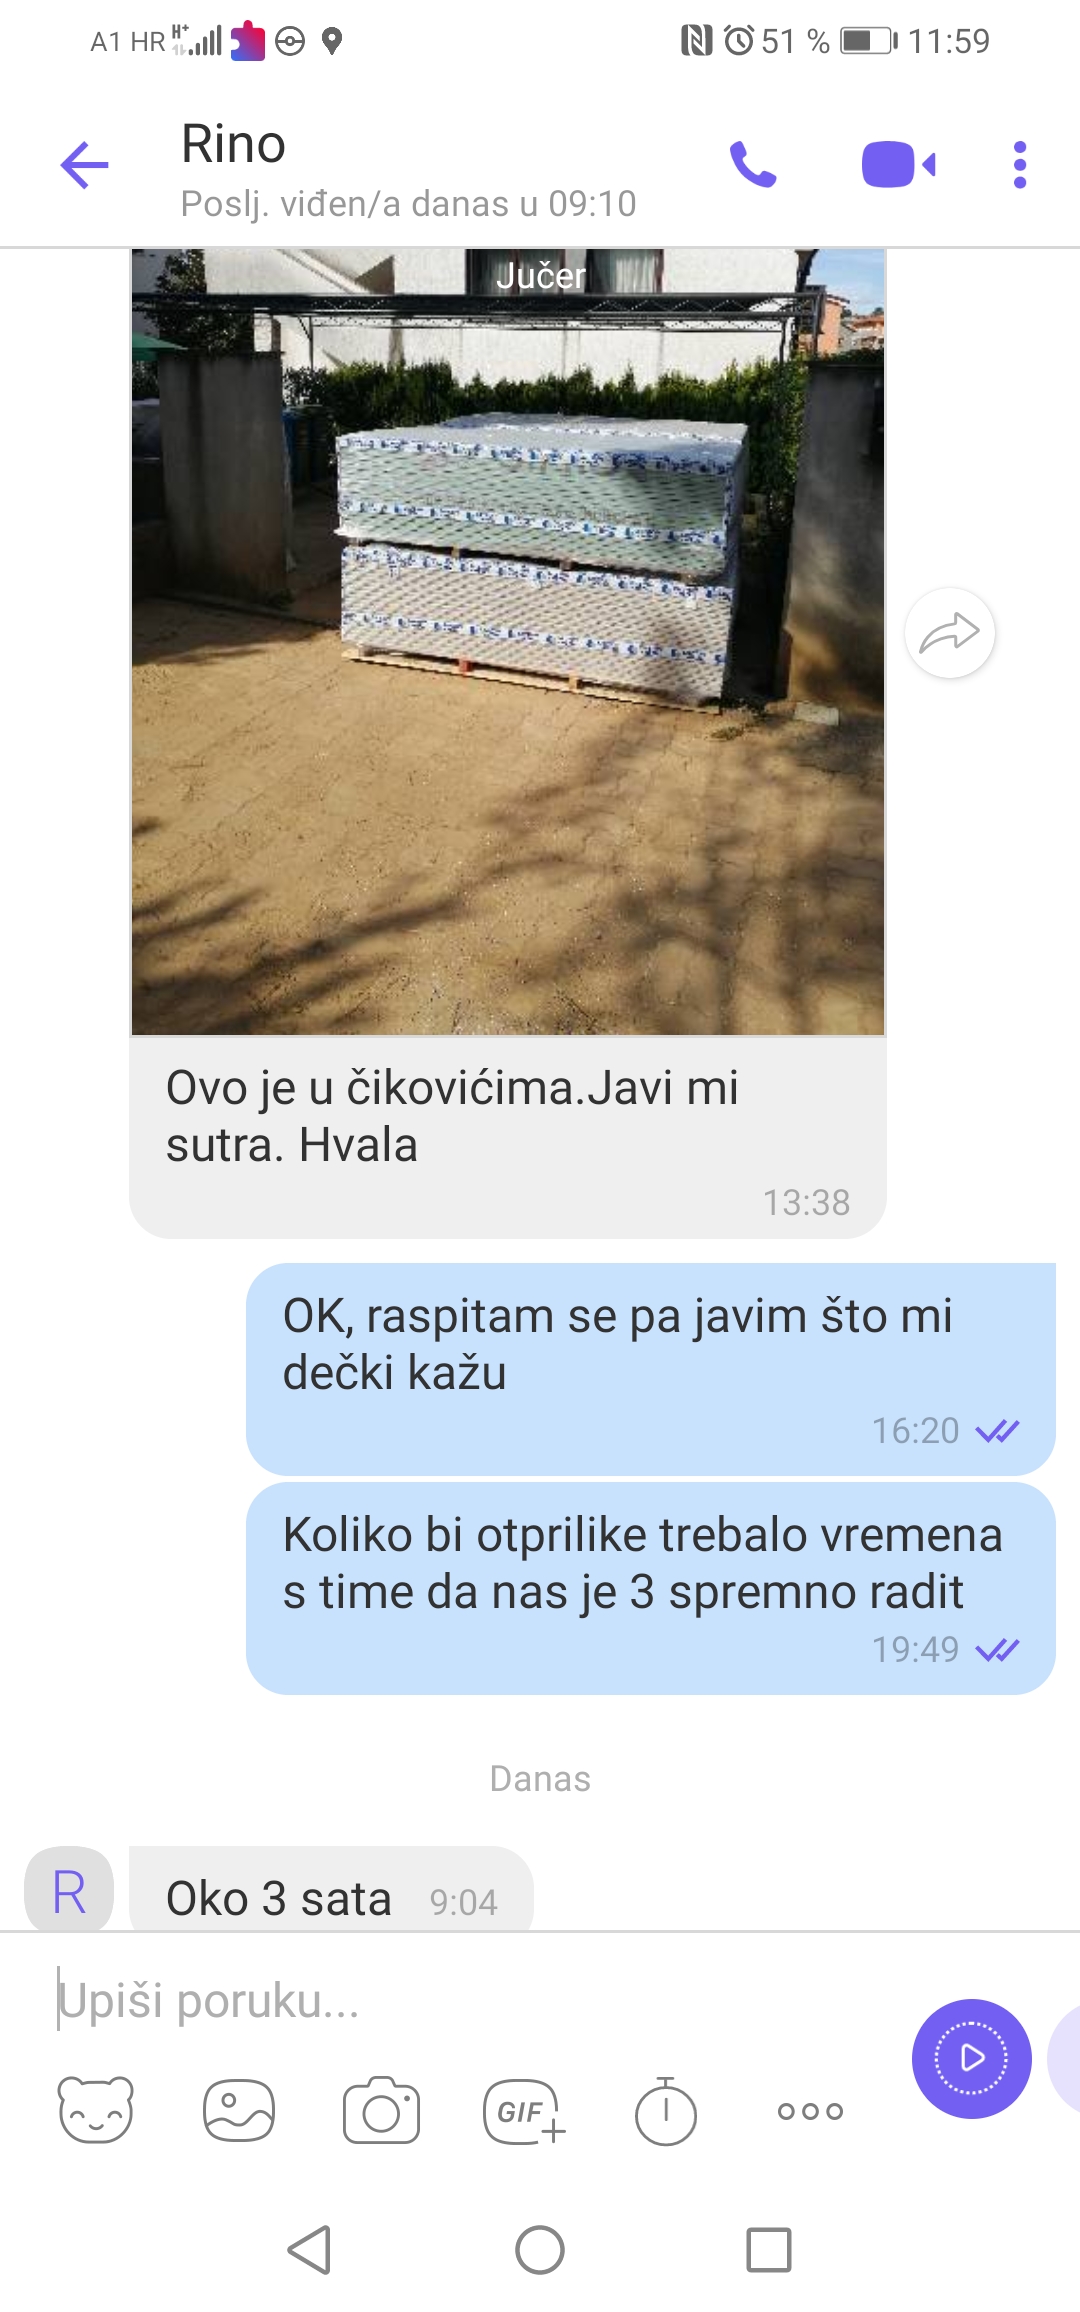 A1 HR H+ 51 % 11:59
Rino
Poslj. viđen/a danas u 09:10
Jučer
Ovo je u čikovićima.Javi mi
sutra. Hvala
13:38
OK, raspitam se pa javim što mi
dečki kažu
16:20
Koliko bi otprilike trebalo vremena
s time da nas je 3 spremno radit
19:49
Danas
R
Oko 3 sata 9:04
Upiši poruku...
GIF